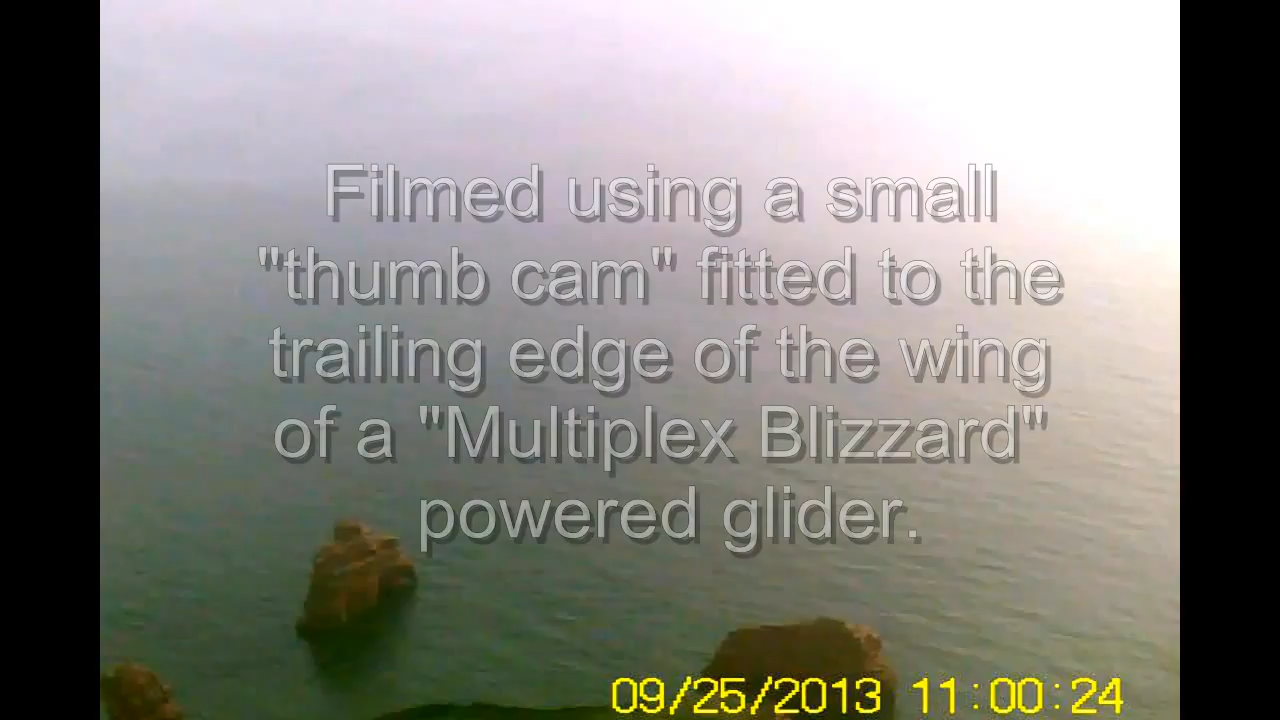 Filmed using a small
"thumb cam" fitted to the
trailing edge of the wing
of a "Multiplex Blizzard"
powered glider.
09/25/2013 11:00:24